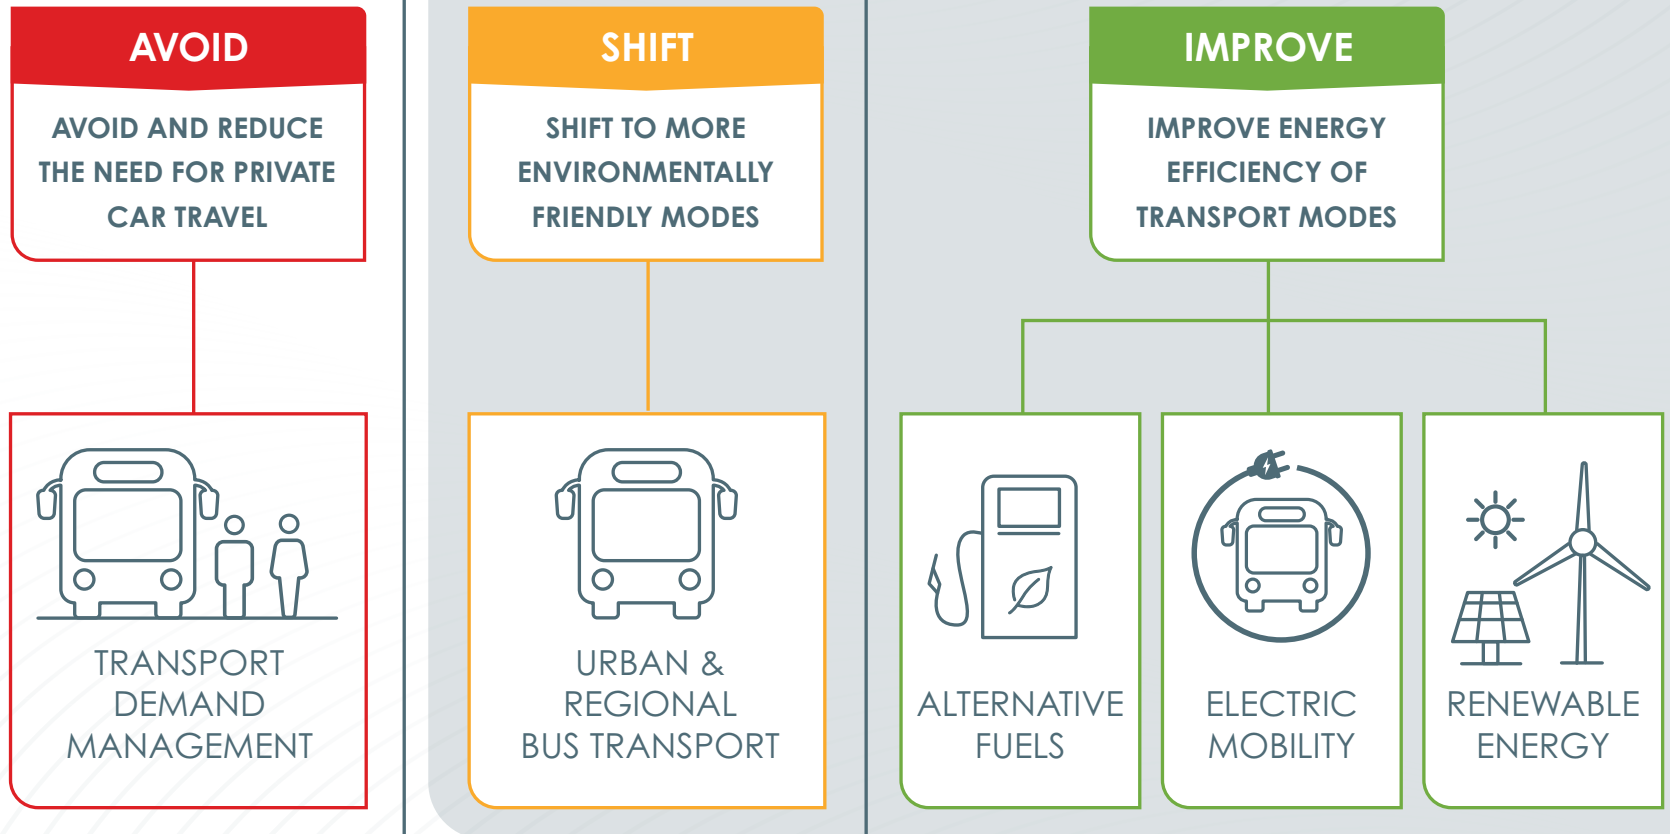 AVOID
AVOID AND REDUCE
THE NEED FOR PRIVATE
CAR TRAVEL
TRANSPORT
DEMAND
MANAGEMENT
SHIFT
SHIFT TO MORE
ENVIRONMENTALLY
FRIENDLY MODES
URBAN &
REGIONAL
BUS TRANSPORT
IMPROVE
IMPROVE ENERGY
EFFICIENCY OF
TRANSPORT MODES
ALTERNATIVE
FUELS
ELECTRIC
MOBILITY
RENEWABLE
ENERGY